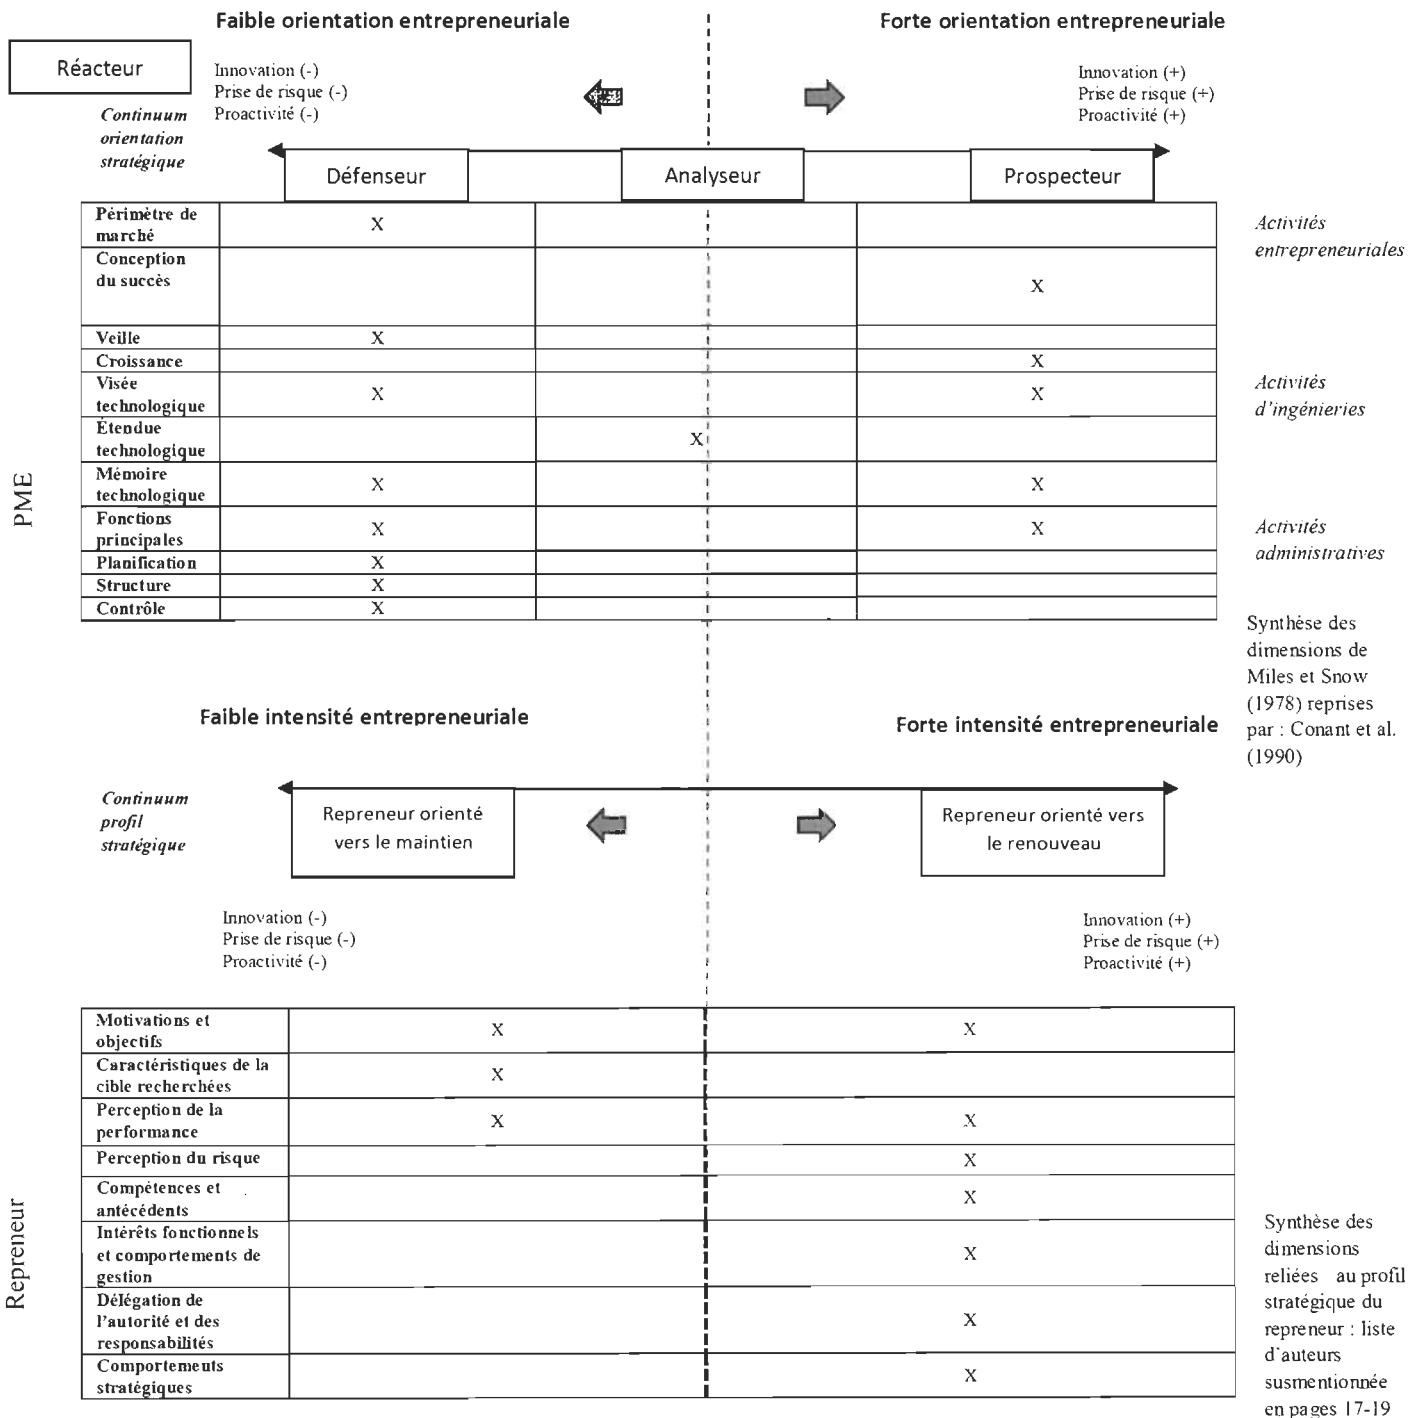 Faible orientation entrepreneuriale
Forte orientation entrepreneuriale
Réacteur
Innovation (-)
Prise de risque (-)
Proactivité (-)
Innovation (+)
Prise de risque (+)
Proactivité (+)
Continuum
orientation
stratégique
Défenseur
Analyseur
Prospecteur
PME
Périmètre de
marché
X
Activités
entrepreneuriales
Conception
du succès
X
Veille
X
Croissance
X
Visée
technologique
X
X
Activités
d'ingénieries
Étendue
technologique
X
Mémoire
technologique
X
X
Fonctions
principales
X
X
Activités
administratives
Planification
X
Structure
X
Contrôle
X
Synthèse des
dimensions de
Miles et Snow
(1978) reprises
par : Conant et al.
(1990)
Faible intensité entrepreneuriale
Forte intensité entrepreneuriale
Continuum
profil
stratégique
Repreneur orienté
vers le maintien
Repreneur orienté vers
le renouveau
Innovation (-)
Prise de risque (-)
Proactivité (-)
Innovation (+)
Prise de risque (+)
Proactivité (+)
Repreneur
Motivations et
objectifs
X
X
Caractéristiques de la
cible recherchées
X
Perception de la
performance
X
X
Perception du risque
X
Compétences et
antécédents
X
Intérêts fonctionnels
et comportements de
gestion
X
Délégation de
l'autorité et des
responsabilités
X
Comportements
stratégiques
X
Synthèse des
dimensions
reliées au profil
stratégique du
repreneur : liste
d'auteurs
susmentionnée
en pages 17-19